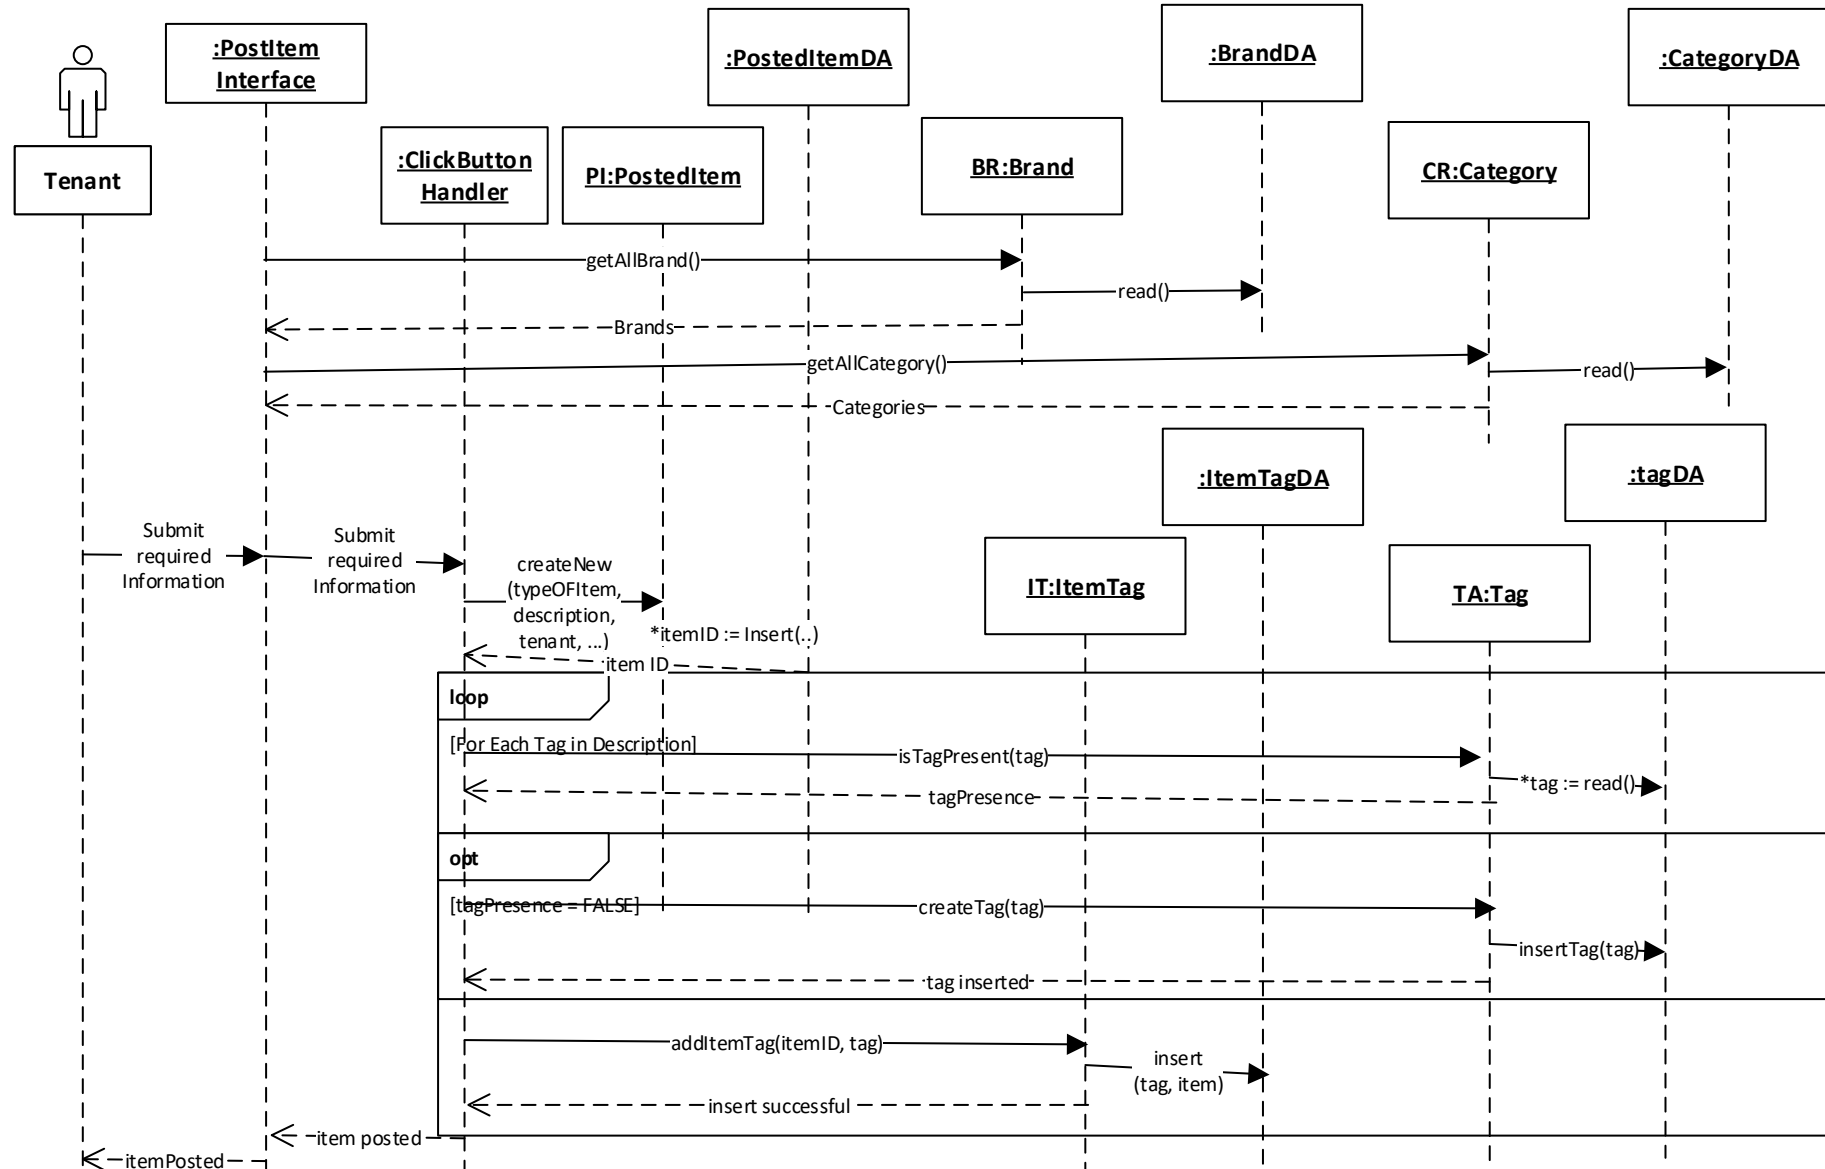 :PostItem
Interface
:PostedItemDA
:BrandDA
:CategoryDA
Tenant
:ClickButton
Handler
PI:PostedItem
BR:Brand
CR:Category
getAllBrand()
read()
Brands
getAllCategory()
read()
Categories
:ItemTagDA
:tagDA
Submit
required
Information
Submit
required
Information
createNew
(typeOFItem,
description,
tenant, ...)
*itemID := Insert(..)
IT:ItemTag
TA:Tag
item ID
loop
[For Each Tag in Description]
isTagPresent(tag)
*tag := read()
tagPresence
opt
[tagPresence = FALSE]
createTag(tag)
insertTag(tag)
tag inserted
addItemTag(itemID, tag)
insert
(tag, item)
insert successful
item posted
itemPosted